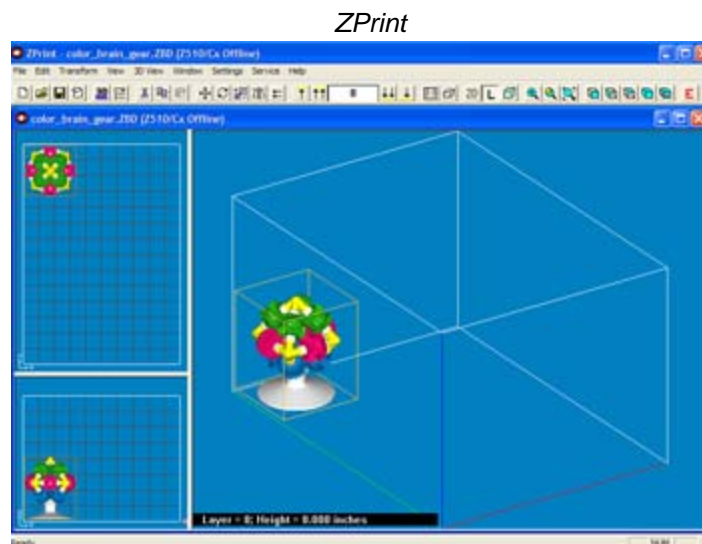 ZPrint
ZPrint - color_brain_gear.ZBD (Z510/Cx Offline)
File Edit Transform View 3D View Window Settings Service Help
color_brain_gear.ZBD (Z510/Cx Offline)
Layer = 0; Height = 0.000 inches
Ready